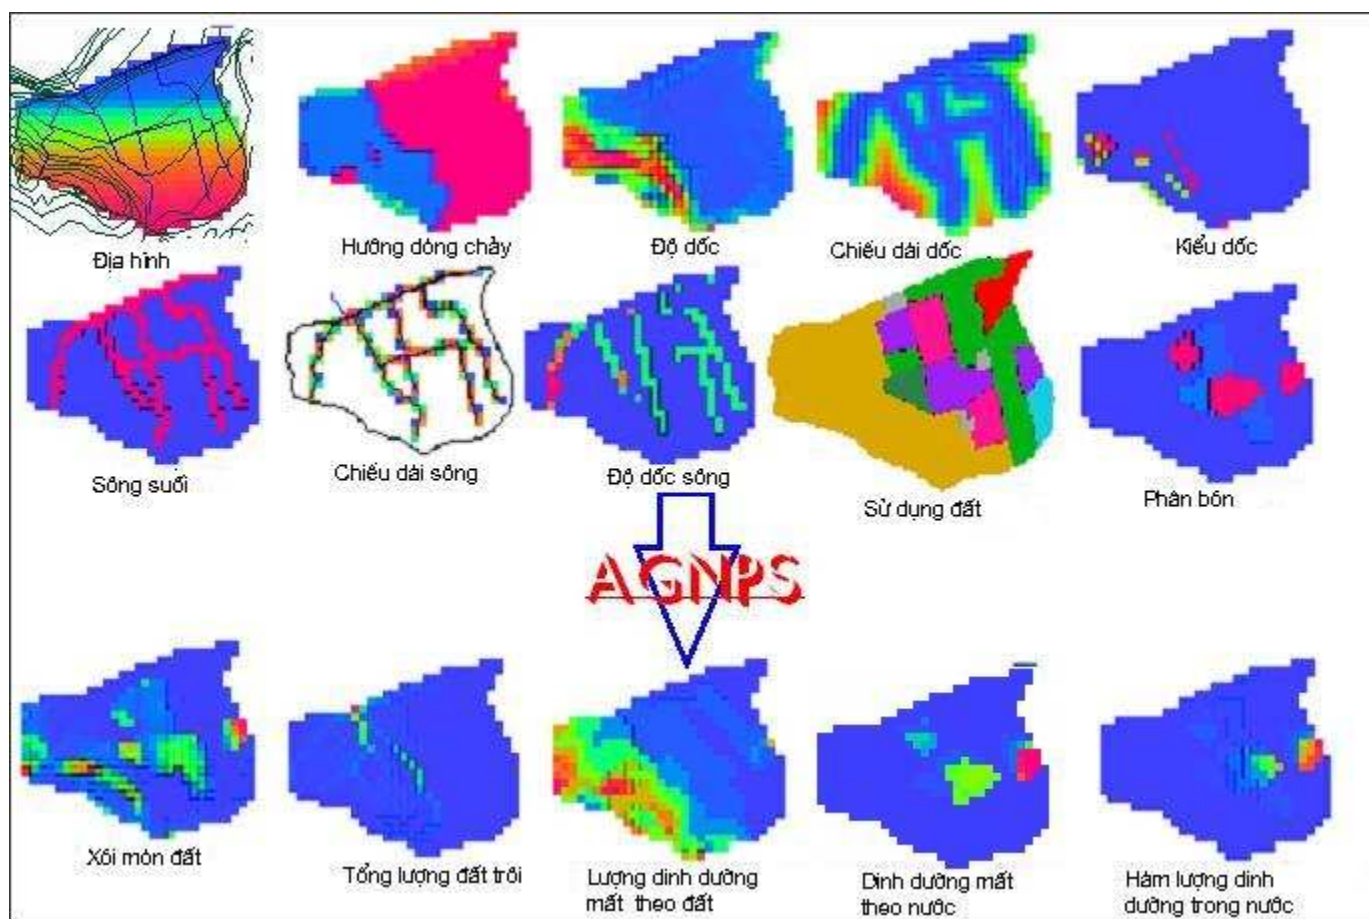 Địa hình
Hướng dòng chảy
Độ dốc
Chiều dài dốc
Kiểu dốc
Sông suối
Chiều dài sông
Độ dốc sông
Sử dụng đất
Phân bón
AGNPS
Xói mòn đất
Tổng lượng đất trôi
Lượng dinh dưỡng
mất theo đất
Dinh dưỡng mất
theo nước
Hàm lượng dinh
dưỡng trong nước